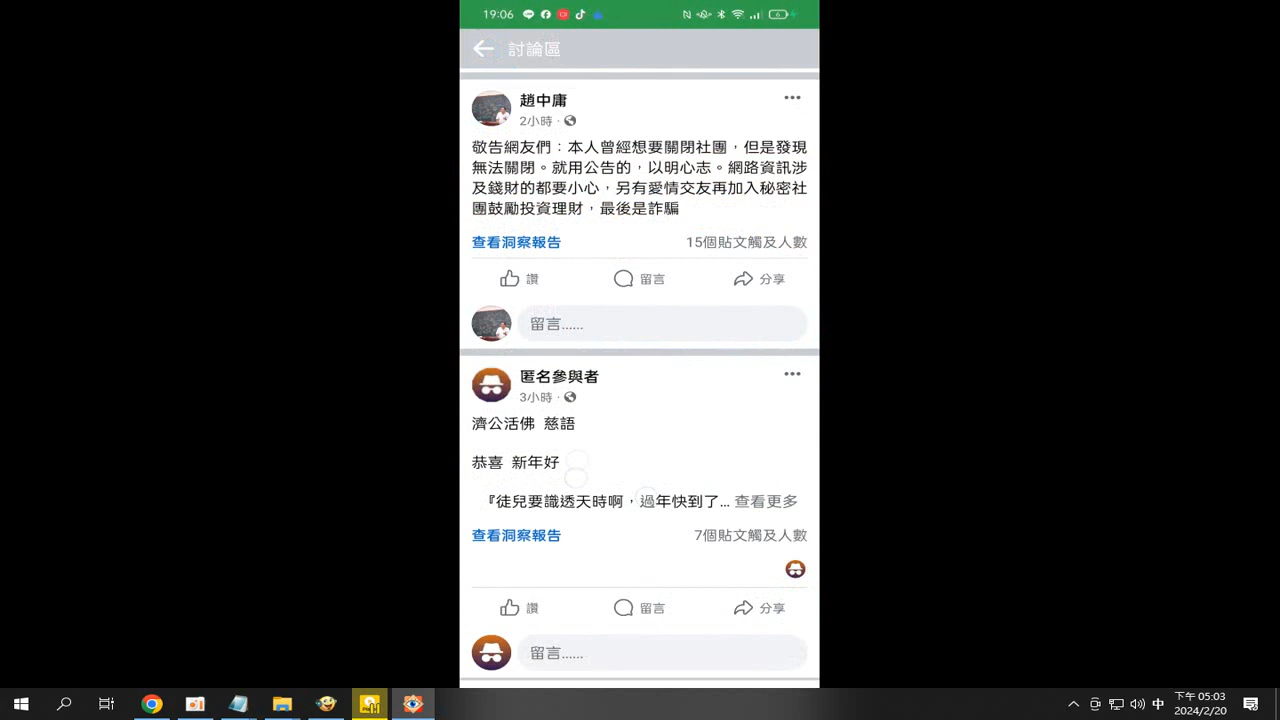 19:06
6
討論區
趙中庸
2小時 ·
敬告網友們：本人曾經想要關閉社團，但是發現
無法關閉。就用公告的，以明心志。網路資訊涉
及錢財的都要小心，另有愛情交友再加入秘密社
團鼓勵投資理財，最後是詐騙
查看洞察報告 15個貼文觸及人數
讚 留言 分享
留言......
匿名參與者
3小時 ·
濟公活佛 慈語
恭喜 新年好
『徒兒要識透天時啊，過年快到了... 查看更多
查看洞察報告 7個貼文觸及人數
讚 留言 分享
留言......
中
下午 05:03
2024/2/20